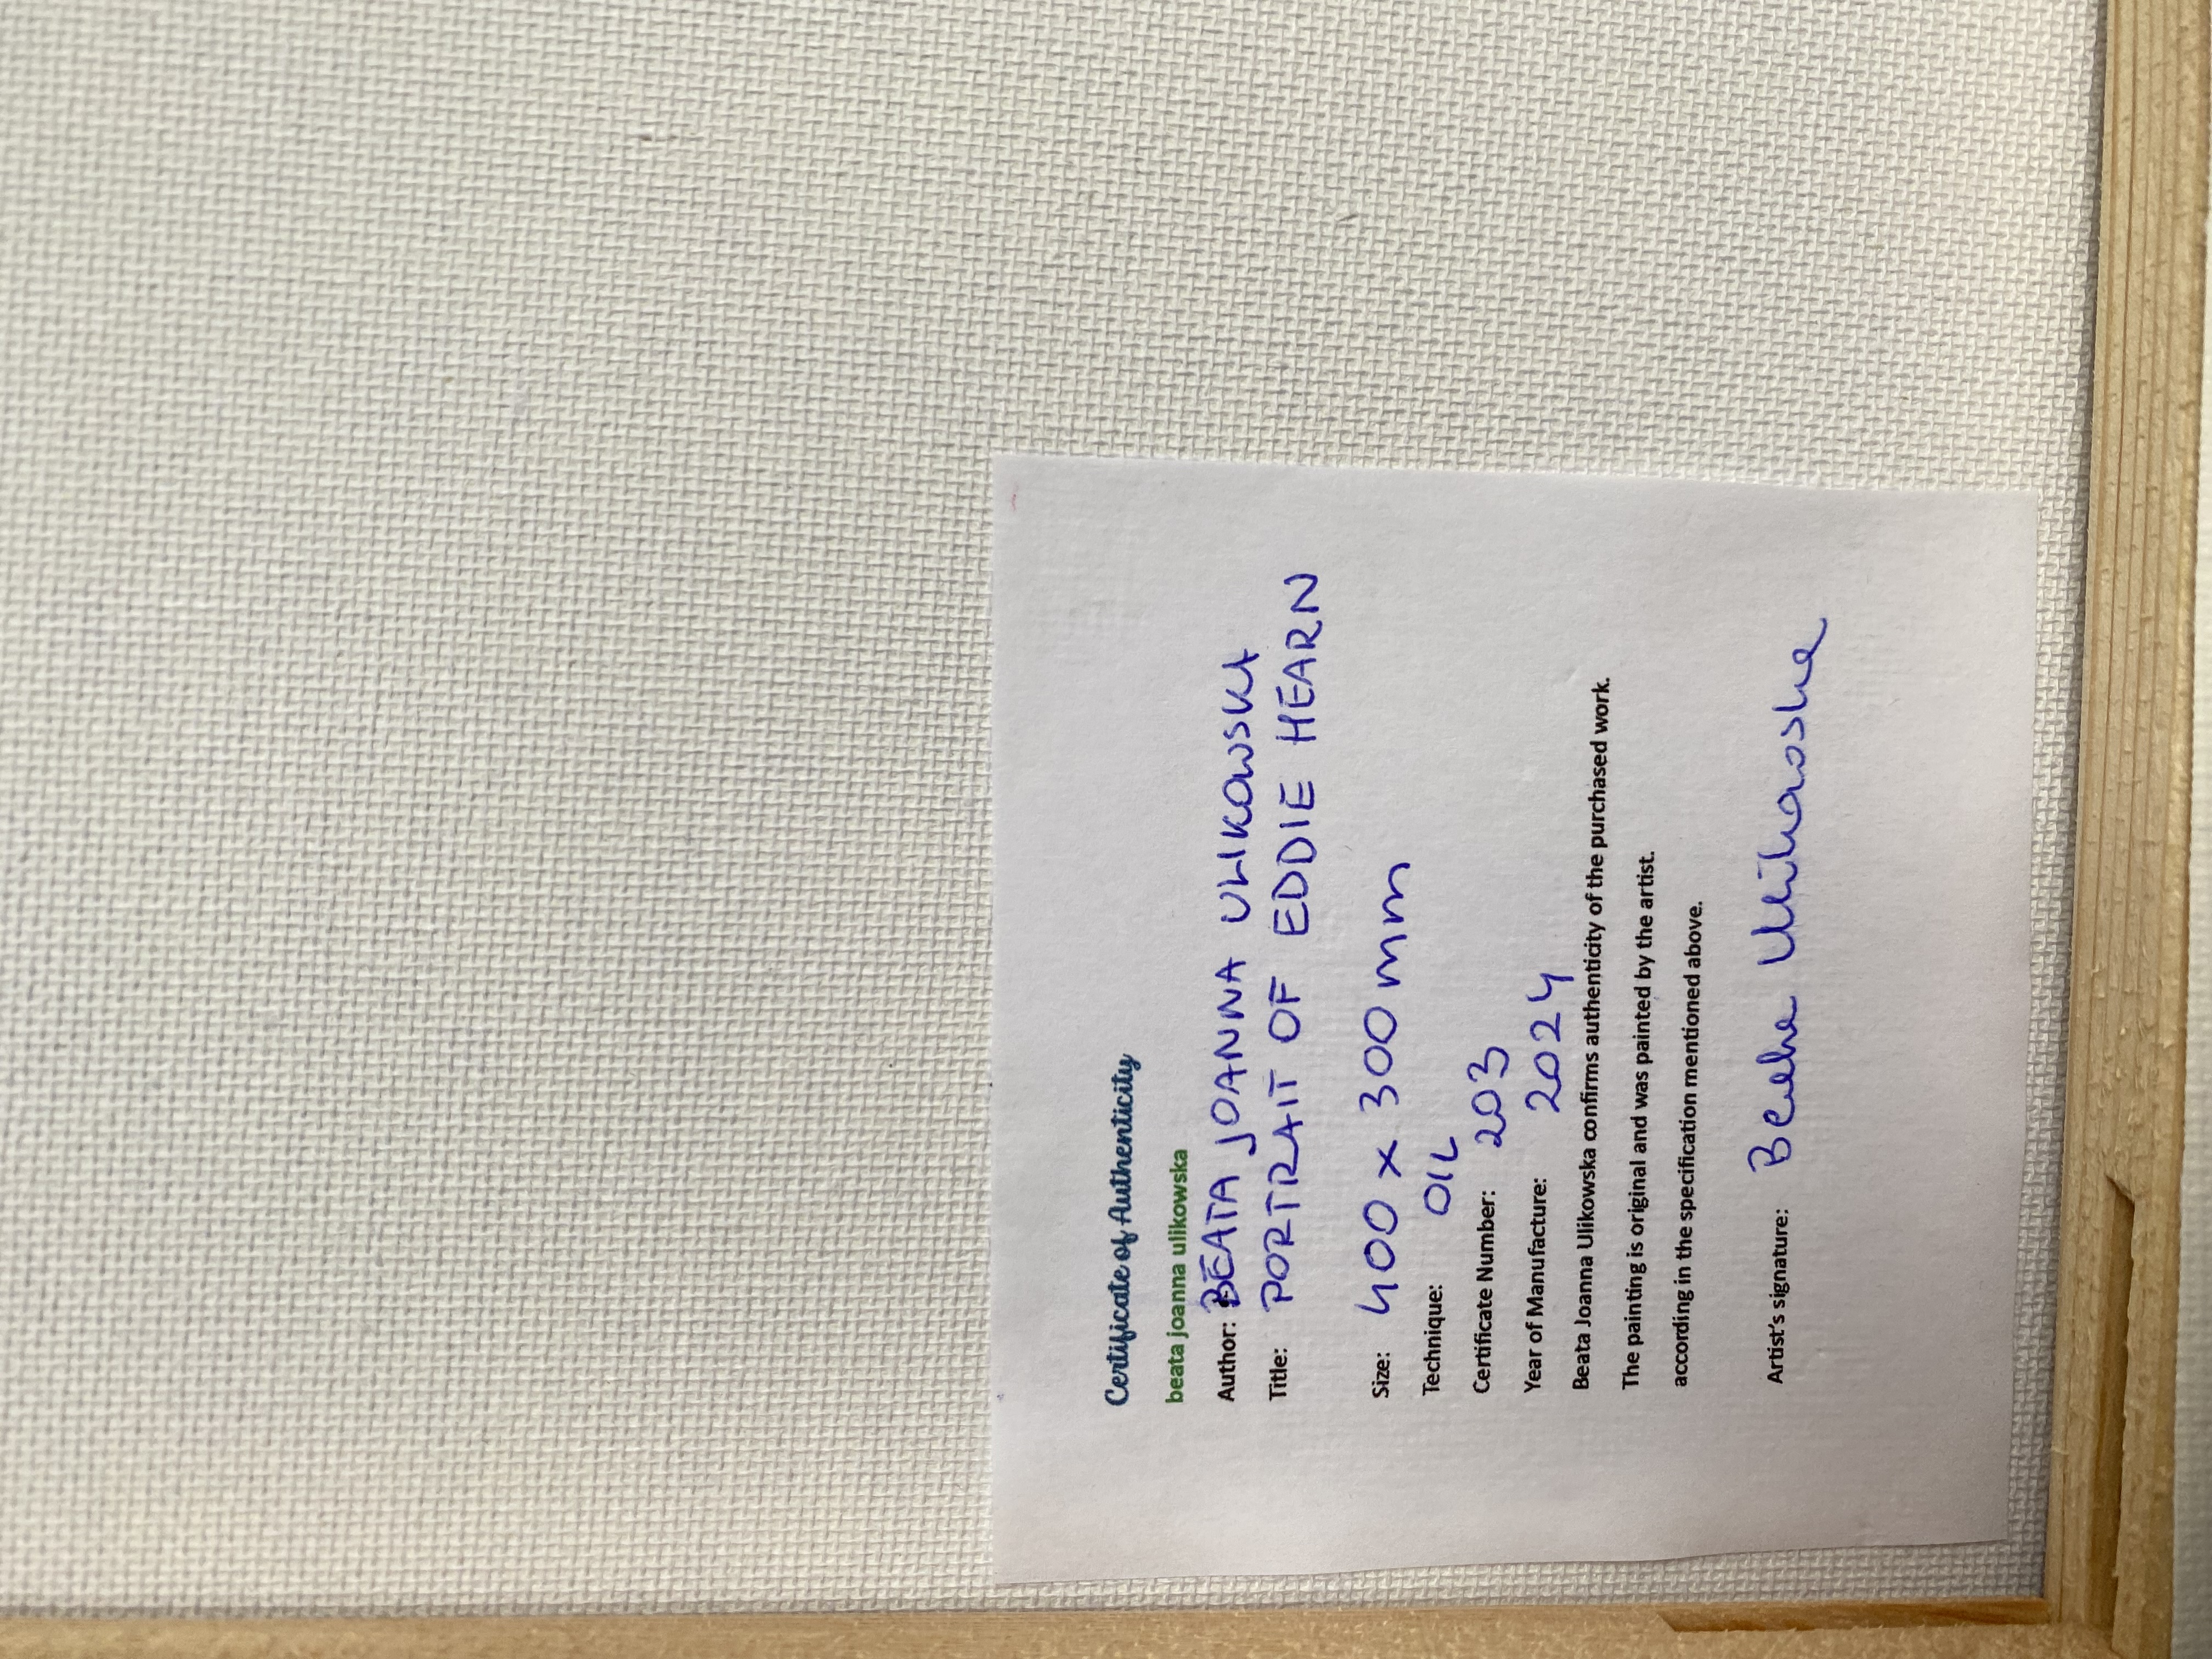 Certificate of Authenticity
beata joanna ulikowska
Author: BEATA JOANNA ULIKOWSKA
Title: PORTRAIT OF EDDIE HEARN
Size: 400 x 300 mm
Technique: OIL
Certificate Number: 203
Year of Manufacture: 2024
Beata Joanna Ulikowska confirms authenticity of the purchased work.
The painting is original and was painted by the artist.
according in the specification mentioned above.
Artist's signature: Beata Ulikowska